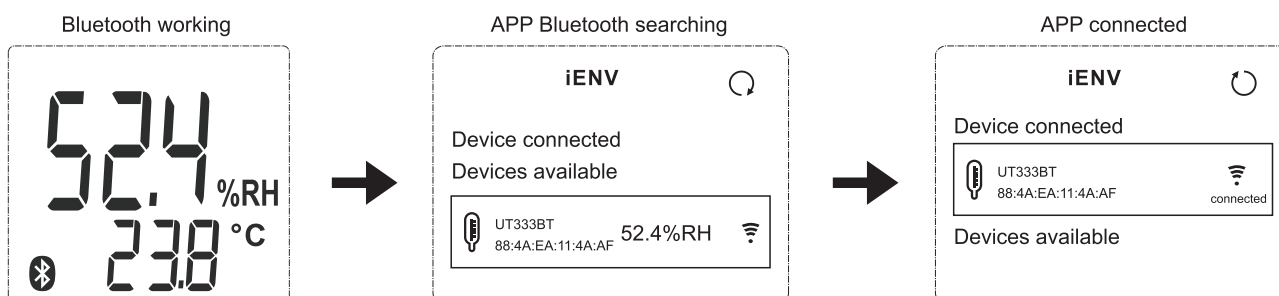 Bluetooth working
52.4 %RH
23.8 °C
APP Bluetooth searching
iENV
Device connected
Devices available
UT333BT
88:4A:EA:11:4A:AF 52.4%RH
APP connected
iENV
Device connected
UT333BT
88:4A:EA:11:4A:AF
connected
Devices available